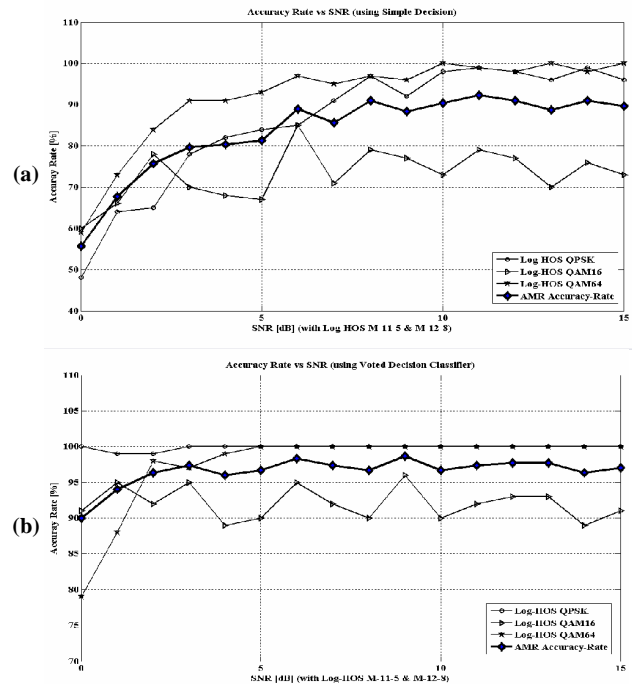 Accuracy Rate vs SNR (using Simple Decision)
(a)
Accuray Rate [%]
110
100
90
80
70
60
50
40
0
5
10
15
Log HOS QPSK
Log-HOS QAM16
Log-HOS QAM64
AMR Accuracy-Rate
SNR [dB] (with Log HOS M-11-5 & M-12-8)
Accuracy Rate vs SNR (using Voted Decision Classifier)
(b)
Accuray Rate [%]
110
105
100
95
90
85
80
75
70
0
5
10
15
Log-HOS QPSK
Log-HOS QAM16
Log-HOS QAM64
AMR Accuracy-Rate
SNR [dB] (with Log-HOS M-11-5 & M-12-8)